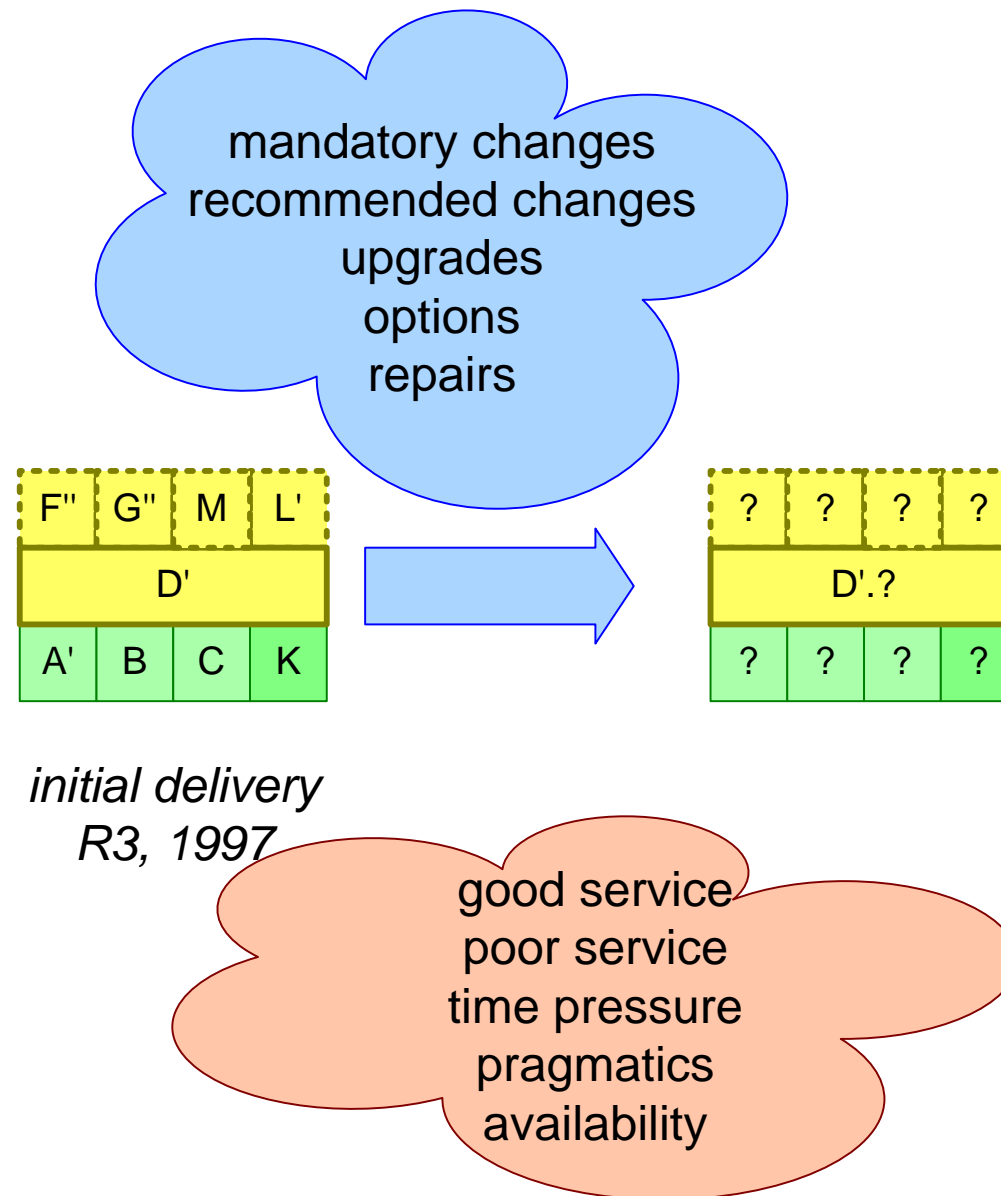 mandatory changes
recommended changes
upgrades
options
repairs
F" G" M L'
D'
A' B C K
? ? ? ?
D'.?
? ? ? ?
initial delivery
R3, 1997
good service
poor service
time pressure
pragmatics
availability